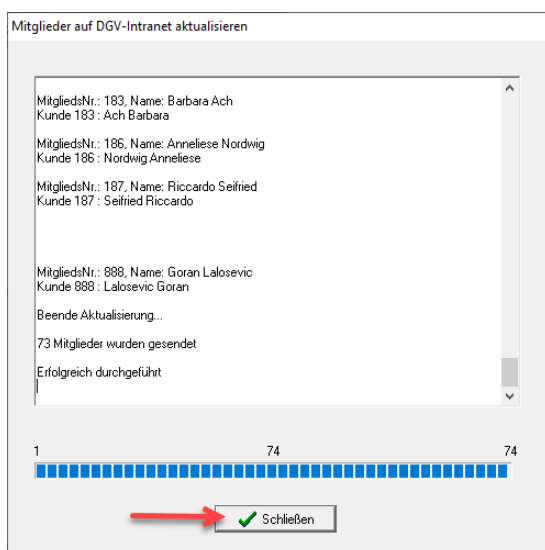 Mitglieder auf DGV-Intranet aktualisieren
MitgliedsNr.: 183, Name: Barbara Ach
Kunde 183 : Ach Barbara
MitgliedsNr.: 186, Name: Anneliese Nordwig
Kunde 186 : Nordwig Anneliese
MitgliedsNr.: 187, Name: Riccardo Seifried
Kunde 187 : Seifried Riccardo
MitgliedsNr.: 888, Name: Goran Lalosevic
Kunde 888 : Lalosevic Goran
Beende Aktualisierung...
73 Mitglieder wurden gesendet
Erfolgreich durchgeführt
1 74 74
Schließen